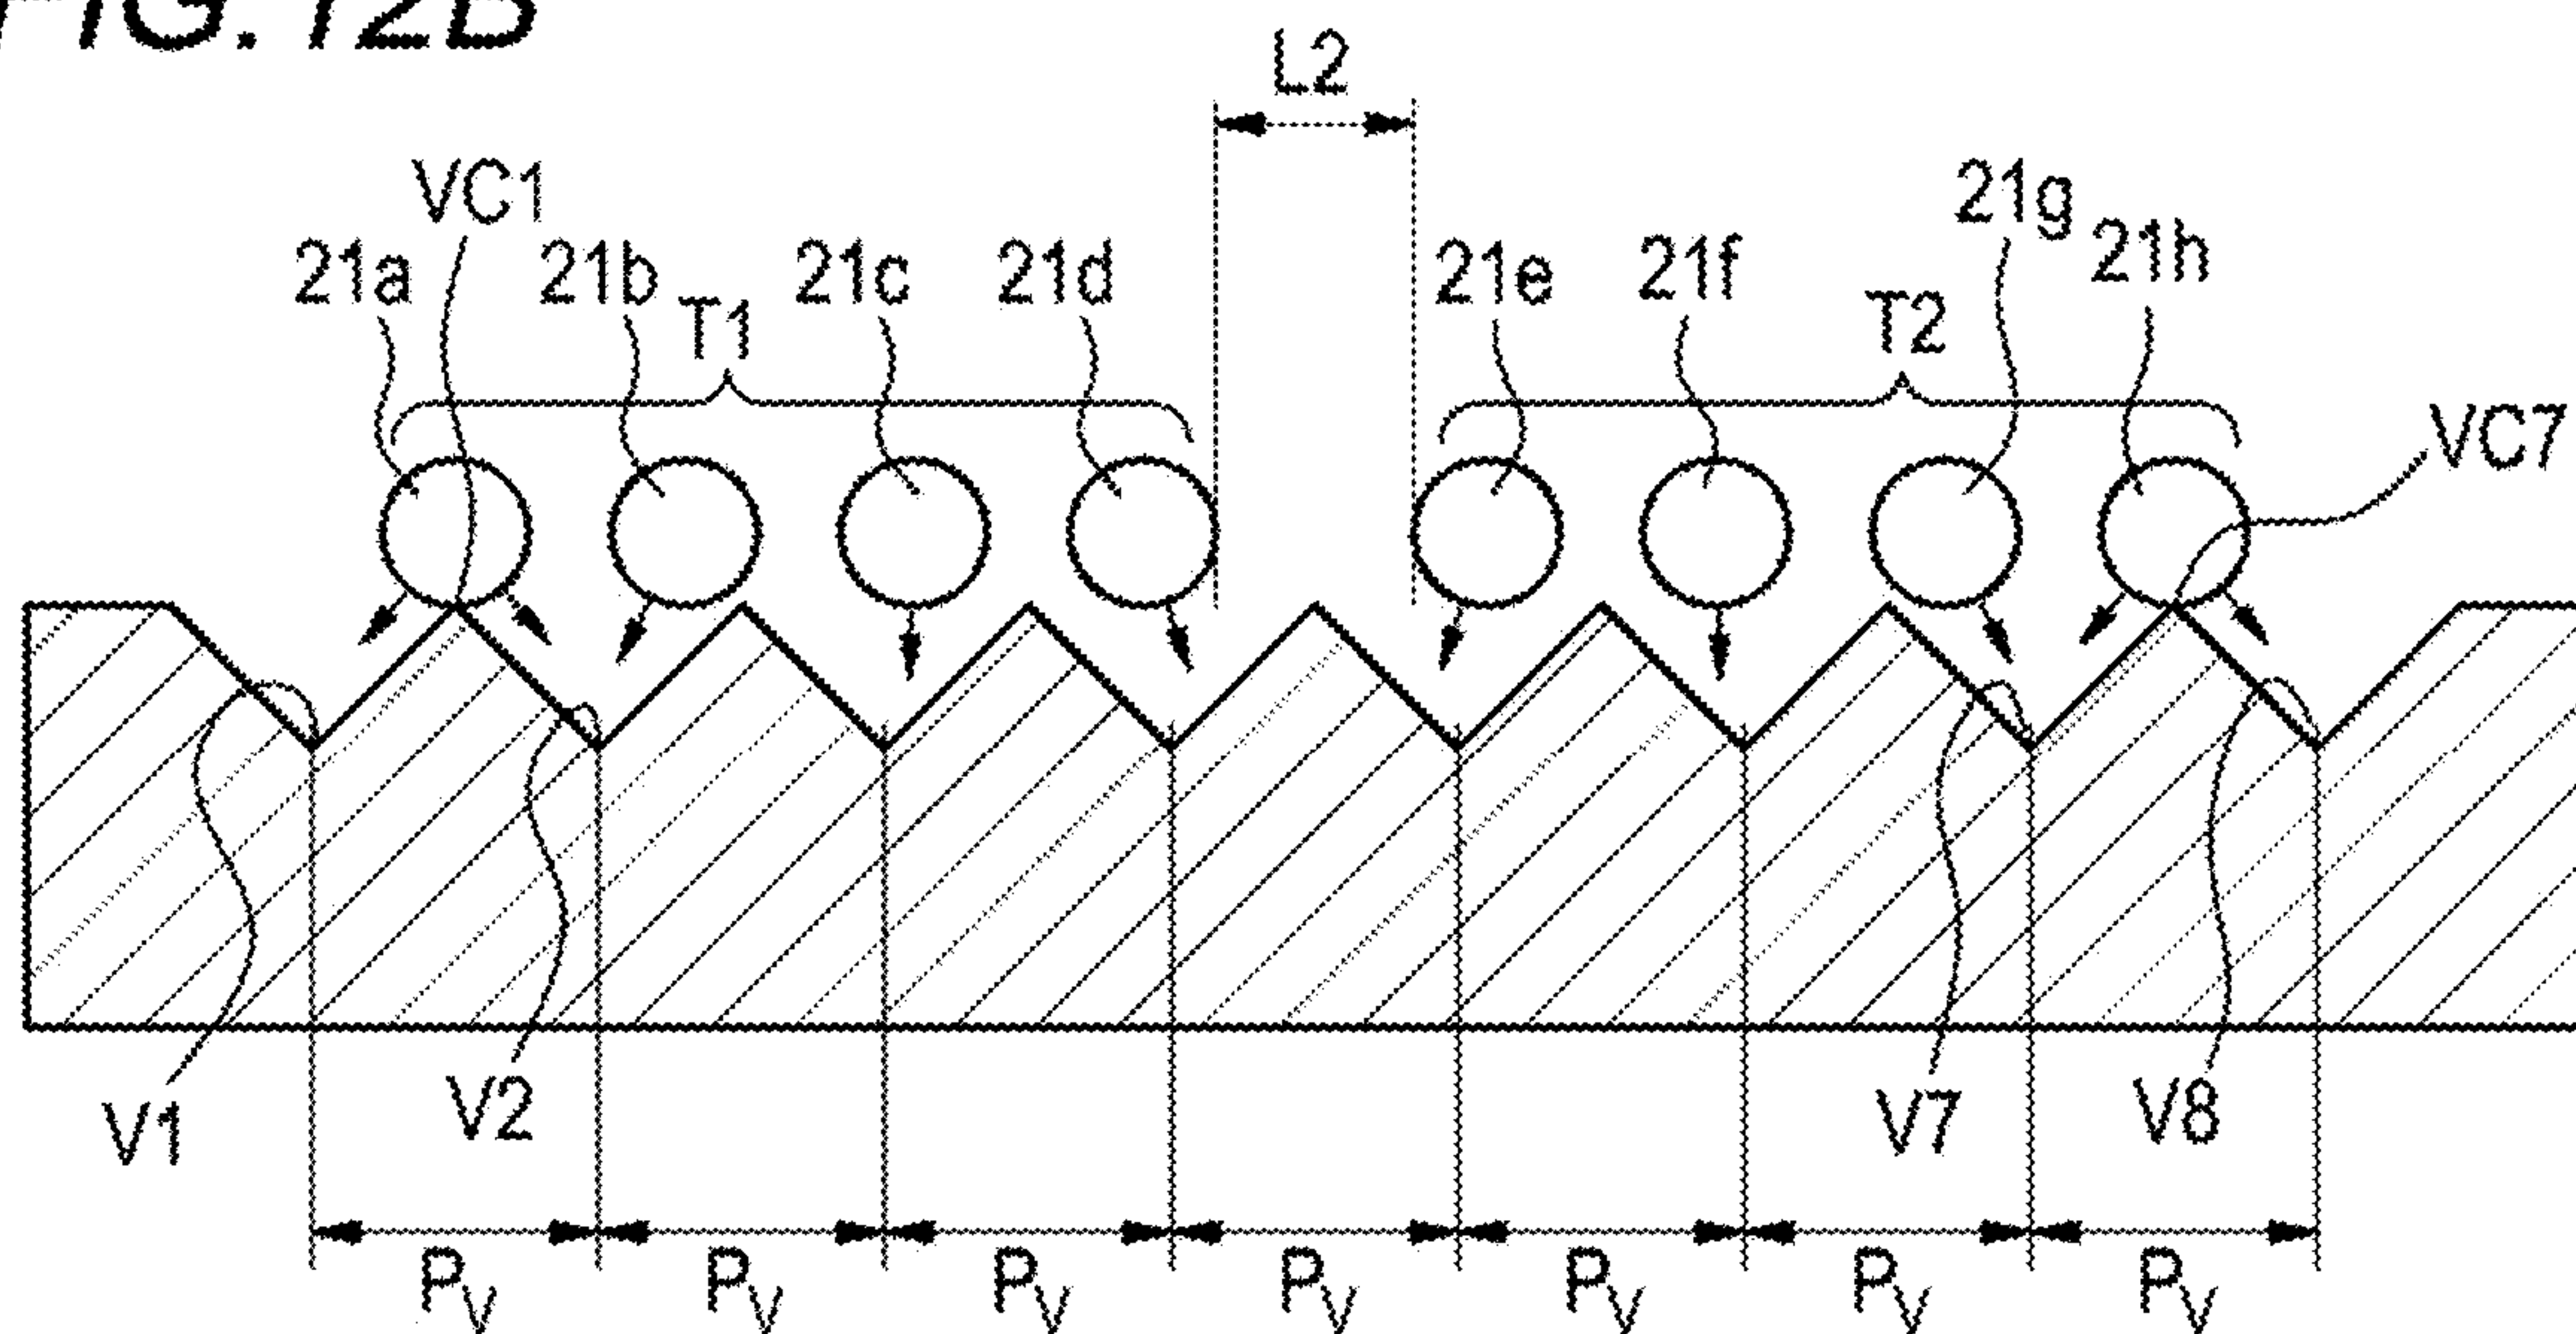 FIG. 12B
L2
VC1
21g
21a
21b
21c
21d
21e
21f
21h
T1
T2
VC7
V1
V2
V7
V8
PV PV PV PV PV PV PV